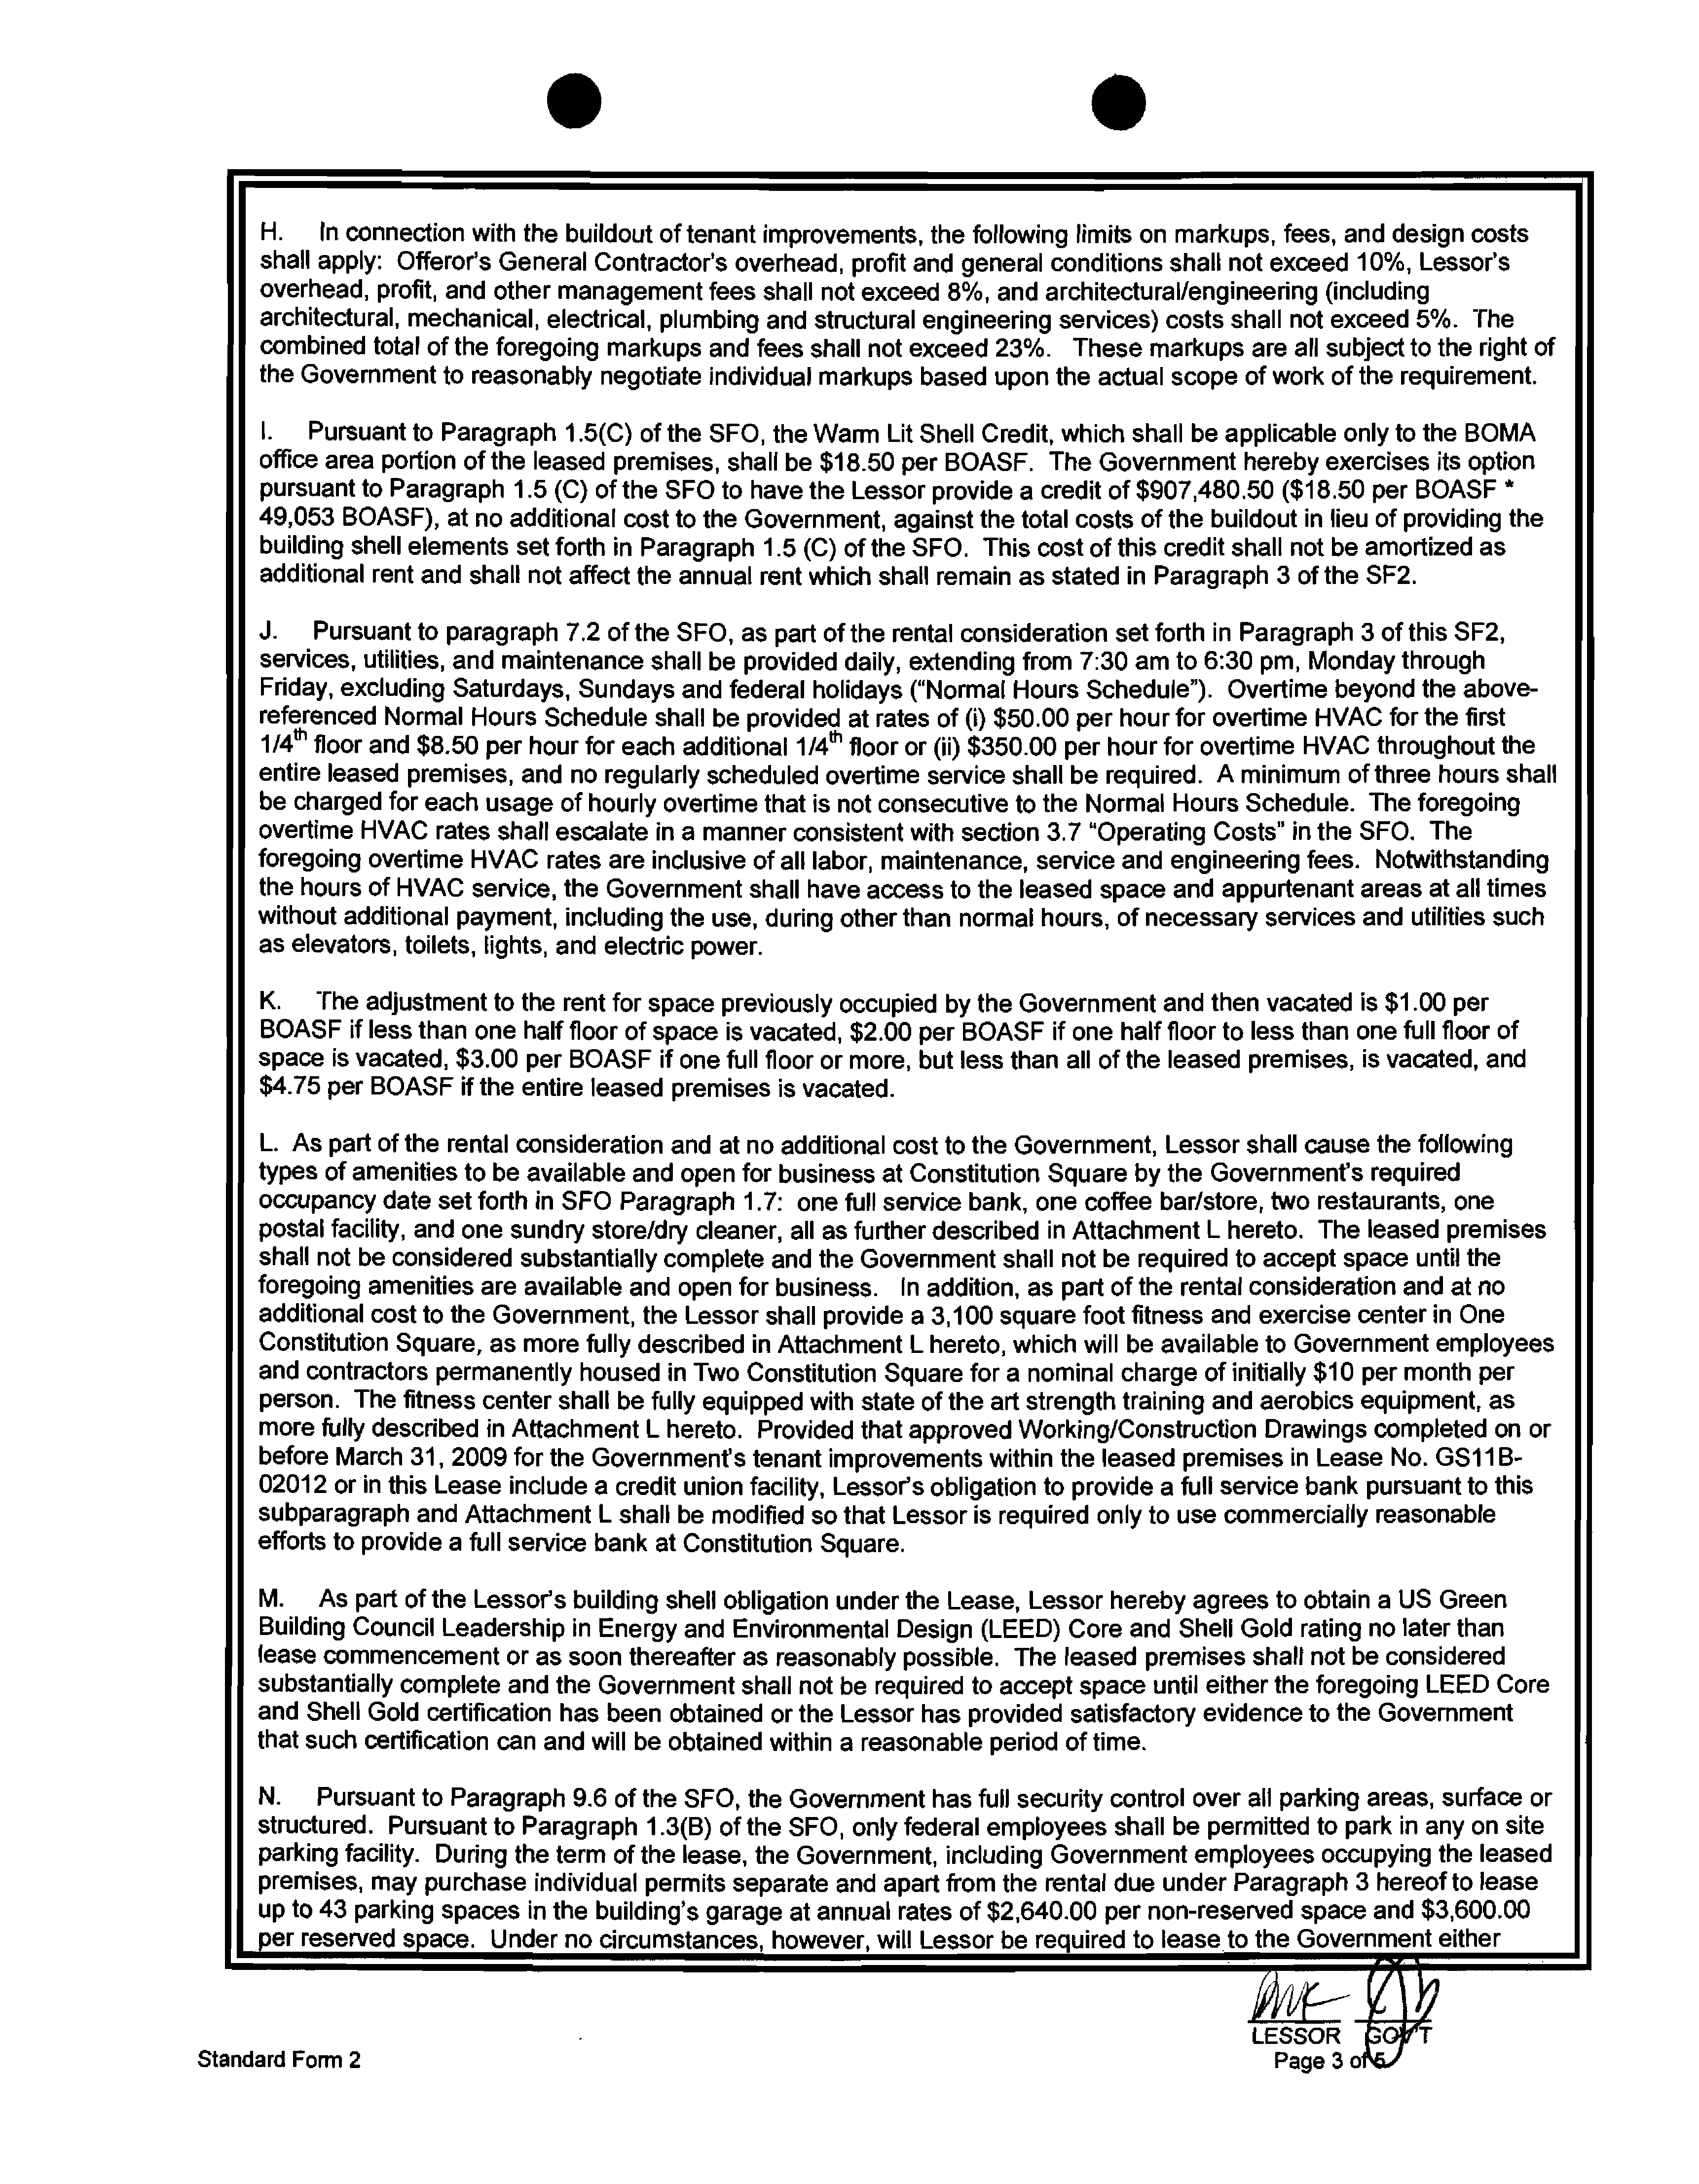 H. In connection with the buildout of tenant improvements, the following limits on markups, fees, and design costs
shall apply: Offeror's General Contractor's overhead, profit and general conditions shall not exceed 10%, Lessor's
overhead, profit, and other management fees shall not exceed 8%, and architectural/engineering (including
architectural, mechanical, electrical, plumbing and structural engineering services) costs shall not exceed 5%. The
combined total of the foregoing markups and fees shall not exceed 23%. These markups are all subject to the right of
the Government to reasonably negotiate individual markups based upon the actual scope of work of the requirement.
I. Pursuant to Paragraph 1.5(C) of the SFO, the Warm Lit Shell Credit, which shall be applicable only to the BOMA
office area portion of the leased premises, shall be $18.50 per BOASF. The Government hereby exercises its option
pursuant to Paragraph 1.5 (C) of the SFO to have the Lessor provide a credit of $907,480.50 ($18.50 per BOASF *
49,053 BOASF), at no additional cost to the Government, against the total costs of the buildout in lieu of providing the
building shell elements set forth in Paragraph 1.5 (C) of the SFO. This cost of this credit shall not be amortized as
additional rent and shall not affect the annual rent which shall remain as stated in Paragraph 3 of the SF2.
J. Pursuant to paragraph 7.2 of the SFO, as part of the rental consideration set forth in Paragraph 3 of this SF2,
services, utilities, and maintenance shall be provided daily, extending from 7:30 am to 6:30 pm, Monday through
Friday, excluding Saturdays, Sundays and federal holidays ("Normal Hours Schedule"). Overtime beyond the above-
referenced Normal Hours Schedule shall be provided at rates of (i) $50.00 per hour for overtime HVAC for the first
1/4th floor and $8.50 per hour for each additional 1/4th floor or (ii) $350.00 per hour for overtime HVAC throughout the
entire leased premises, and no regularly scheduled overtime service shall be required. A minimum of three hours shall
be charged for each usage of hourly overtime that is not consecutive to the Normal Hours Schedule. The foregoing
overtime HVAC rates shall escalate in a manner consistent with section 3.7 "Operating Costs" in the SFO. The
foregoing overtime HVAC rates are inclusive of all labor, maintenance, service and engineering fees. Notwithstanding
the hours of HVAC service, the Government shall have access to the leased space and appurtenant areas at all times
without additional payment, including the use, during other than normal hours, of necessary services and utilities such
as elevators, toilets, lights, and electric power.
K. The adjustment to the rent for space previously occupied by the Government and then vacated is $1.00 per
BOASF if less than one half floor of space is vacated, $2.00 per BOASF if one half floor to less than one full floor of
space is vacated, $3.00 per BOASF if one full floor or more, but less than all of the leased premises, is vacated, and
$4.75 per BOASF if the entire leased premises is vacated.
L. As part of the rental consideration and at no additional cost to the Government, Lessor shall cause the following
types of amenities to be available and open for business at Constitution Square by the Government's required
occupancy date set forth in SFO Paragraph 1.7: one full service bank, one coffee bar/store, two restaurants, one
postal facility, and one sundry store/dry cleaner, all as further described in Attachment L hereto. The leased premises
shall not be considered substantially complete and the Government shall not be required to accept space until the
foregoing amenities are available and open for business. In addition, as part of the rental consideration and at no
additional cost to the Government, the Lessor shall provide a 3,100 square foot fitness and exercise center in One
Constitution Square, as more fully described in Attachment L hereto, which will be available to Government employees
and contractors permanently housed in Two Constitution Square for a nominal charge of initially $10 per month per
person. The fitness center shall be fully equipped with state of the art strength training and aerobics equipment, as
more fully described in Attachment L hereto. Provided that approved Working/Construction Drawings completed on or
before March 31, 2009 for the Government's tenant improvements within the leased premises in Lease No. GS11B-
02012 or in this Lease include a credit union facility, Lessor's obligation to provide a full service bank pursuant to this
subparagraph and Attachment L shall be modified so that Lessor is required only to use commercially reasonable
efforts to provide a full service bank at Constitution Square.
M. As part of the Lessor's building shell obligation under the Lease, Lessor hereby agrees to obtain a US Green
Building Council Leadership in Energy and Environmental Design (LEED) Core and Shell Gold rating no later than
lease commencement or as soon thereafter as reasonably possible. The leased premises shall not be considered
substantially complete and the Government shall not be required to accept space until either the foregoing LEED Core
and Shell Gold certification has been obtained or the Lessor has provided satisfactory evidence to the Government
that such certification can and will be obtained within a reasonable period of time.
N. Pursuant to Paragraph 9.6 of the SFO, the Government has full security control over all parking areas, surface or
structured. Pursuant to Paragraph 1.3(B) of the SFO, only federal employees shall be permitted to park in any on site
parking facility. During the term of the lease, the Government, including Government employees occupying the leased
premises, may purchase individual permits separate and apart from the rental due under Paragraph 3 hereof to lease
up to 43 parking spaces in the building's garage at annual rates of $2,640.00 per non-reserved space and $3,600.00
per reserved space. Under no circumstances, however, will Lessor be required to lease to the Government either
LESSOR GOV'T
Standard Form 2
Page 3 of 5